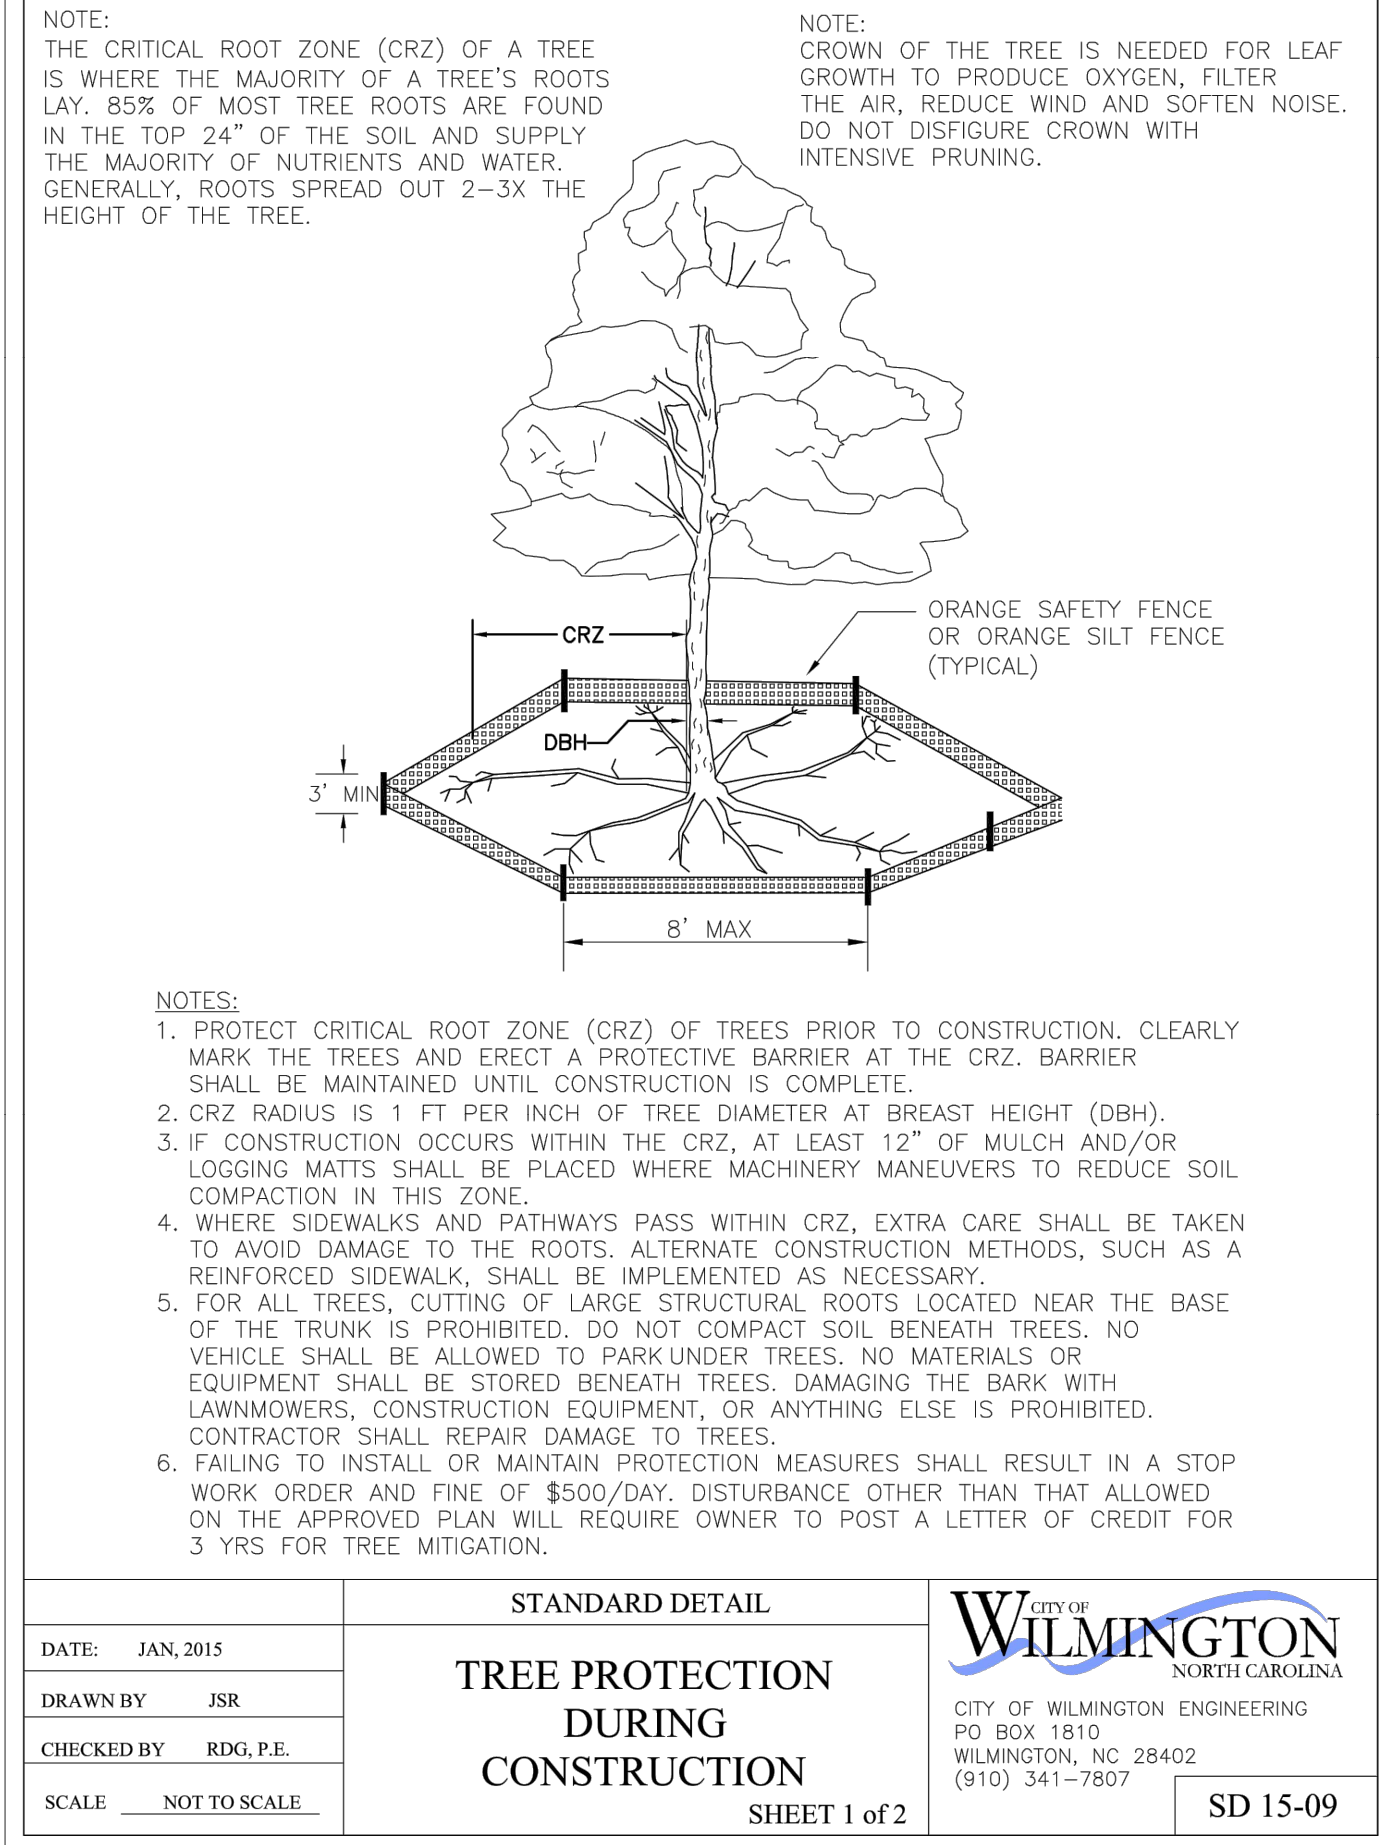 NOTE:
THE CRITICAL ROOT ZONE (CRZ) OF A TREE
IS WHERE THE MAJORITY OF A TREE'S ROOTS
LAY. 85% OF MOST TREE ROOTS ARE FOUND
IN THE TOP 24" OF THE SOIL AND SUPPLY
THE MAJORITY OF NUTRIENTS AND WATER.
GENERALLY, ROOTS SPREAD OUT 2-3X THE
HEIGHT OF THE TREE.
NOTE:
CROWN OF THE TREE IS NEEDED FOR LEAF
GROWTH TO PRODUCE OXYGEN, FILTER
THE AIR, REDUCE WIND AND SOFTEN NOISE.
DO NOT DISFIGURE CROWN WITH
INTENSIVE PRUNING.
ORANGE SAFETY FENCE
OR ORANGE SILT FENCE
(TYPICAL)
CRZ
DBH
3' MIN
8' MAX
NOTES:
1. PROTECT CRITICAL ROOT ZONE (CRZ) OF TREES PRIOR TO CONSTRUCTION. CLEARLY
MARK THE TREES AND ERECT A PROTECTIVE BARRIER AT THE CRZ. BARRIER
SHALL BE MAINTAINED UNTIL CONSTRUCTION IS COMPLETE.
2. CRZ RADIUS IS 1 FT PER INCH OF TREE DIAMETER AT BREAST HEIGHT (DBH).
3. IF CONSTRUCTION OCCURS WITHIN THE CRZ, AT LEAST 12" OF MULCH AND/OR
LOGGING MATTS SHALL BE PLACED WHERE MACHINERY MANEUVERS TO REDUCE SOIL
COMPACTION IN THIS ZONE.
4. WHERE SIDEWALKS AND PATHWAYS PASS WITHIN CRZ, EXTRA CARE SHALL BE TAKEN
TO AVOID DAMAGE TO THE ROOTS. ALTERNATE CONSTRUCTION METHODS, SUCH AS A
REINFORCED SIDEWALK, SHALL BE IMPLEMENTED AS NECESSARY.
5. FOR ALL TREES, CUTTING OF LARGE STRUCTURAL ROOTS LOCATED NEAR THE BASE
OF THE TRUNK IS PROHIBITED. DO NOT COMPACT SOIL BENEATH TREES. NO
VEHICLE SHALL BE ALLOWED TO PARK UNDER TREES. NO MATERIALS OR
EQUIPMENT SHALL BE STORED BENEATH TREES. DAMAGING THE BARK WITH
LAWNMOWERS, CONSTRUCTION EQUIPMENT, OR ANYTHING ELSE IS PROHIBITED.
CONTRACTOR SHALL REPAIR DAMAGE TO TREES.
6. FAILING TO INSTALL OR MAINTAIN PROTECTION MEASURES SHALL RESULT IN A STOP
WORK ORDER AND FINE OF $500/DAY. DISTURBANCE OTHER THAN THAT ALLOWED
ON THE APPROVED PLAN WILL REQUIRE OWNER TO POST A LETTER OF CREDIT FOR
3 YRS FOR TREE MITIGATION.
DATE: JAN, 2015
DRAWN BY JSR
CHECKED BY RDG, P.E.
SCALE NOT TO SCALE
STANDARD DETAIL
TREE PROTECTION
DURING
CONSTRUCTION
SHEET 1 of 2
CITY OF
WILMINGTON
NORTH CAROLINA
CITY OF WILMINGTON ENGINEERING
PO BOX 1810
WILMINGTON, NC 28402
(910) 341-7807
SD 15-09